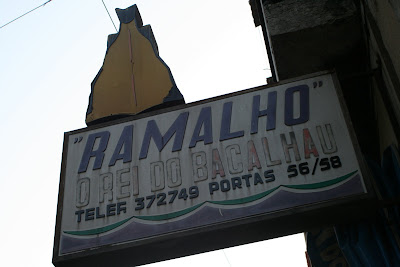 "RAMALHO"
O REI DO BACALHAU
TELEF 372749 PORTAS 56/58